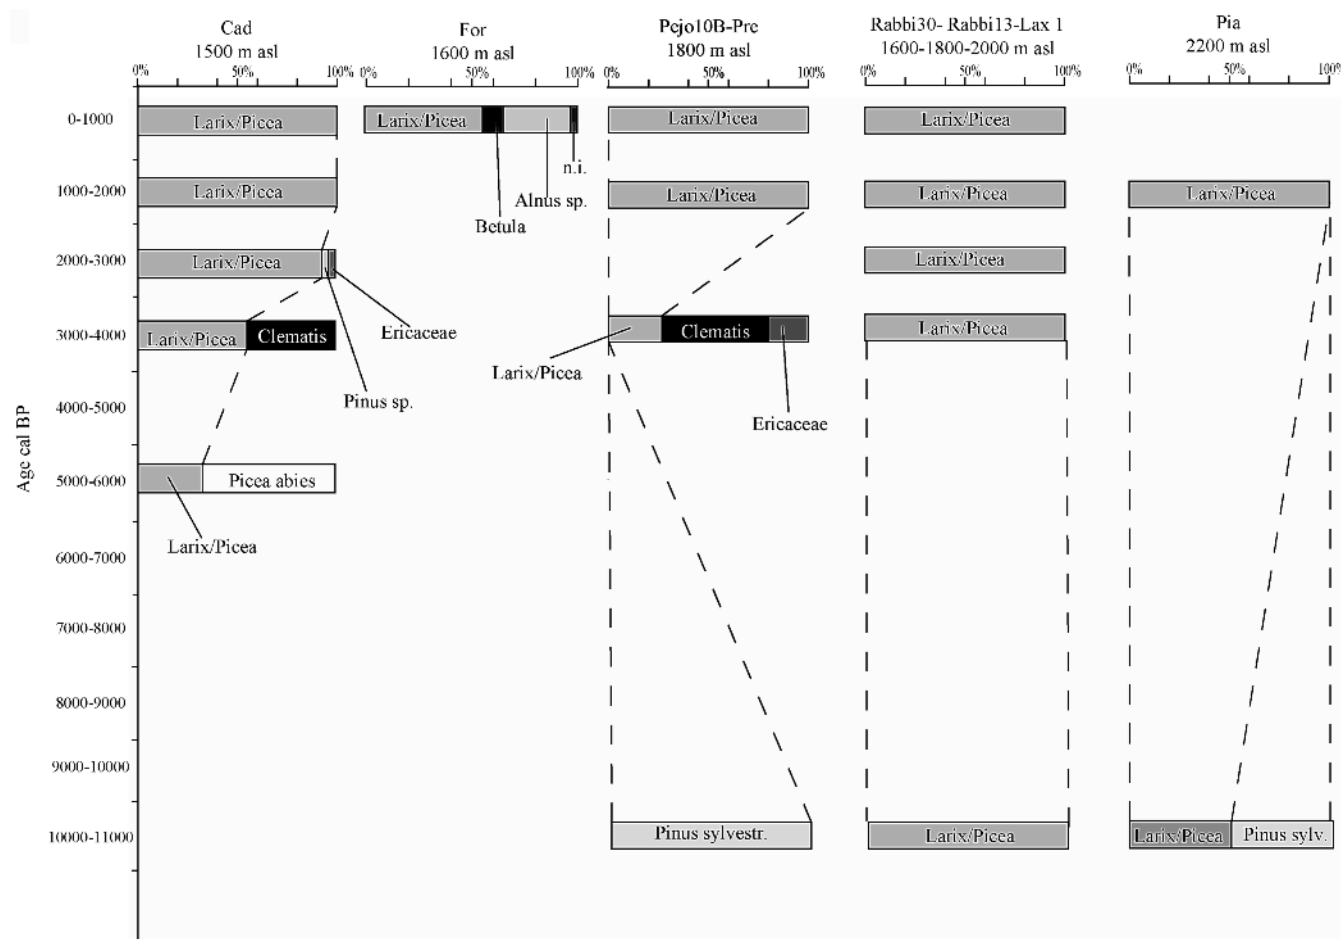 Cad
1500 m asl
For
1600 m asl
Pejo10B-Pre
1800 m asl
Rabbi30- Rabbi13-Lax 1
1600-1800-2000 m asl
Pia
2200 m asl
0% 50% 100%
0% 50% 100%
0% 50% 100%
0% 50% 100%
0% 50% 100%
Age cal BP
0-1000
Larix/Picea
Larix/Picea
n.i.
Alnus sp.
Betula
Larix/Picea
Larix/Picea
1000-2000
Larix/Picea
Larix/Picea
Larix/Picea
Larix/Picea
2000-3000
Larix/Picea
Ericaceae
Pinus sp.
Larix/Picea
3000-4000
Larix/Picea Clematis
Clematis
Larix/Picea
Ericaceae
Larix/Picea
4000-5000
5000-6000
Picea abies
Larix/Picea
6000-7000
7000-8000
8000-9000
9000-10000
10000-11000
Pinus sylvestr.
Larix/Picea
Larix/Picea Pinus sylv.